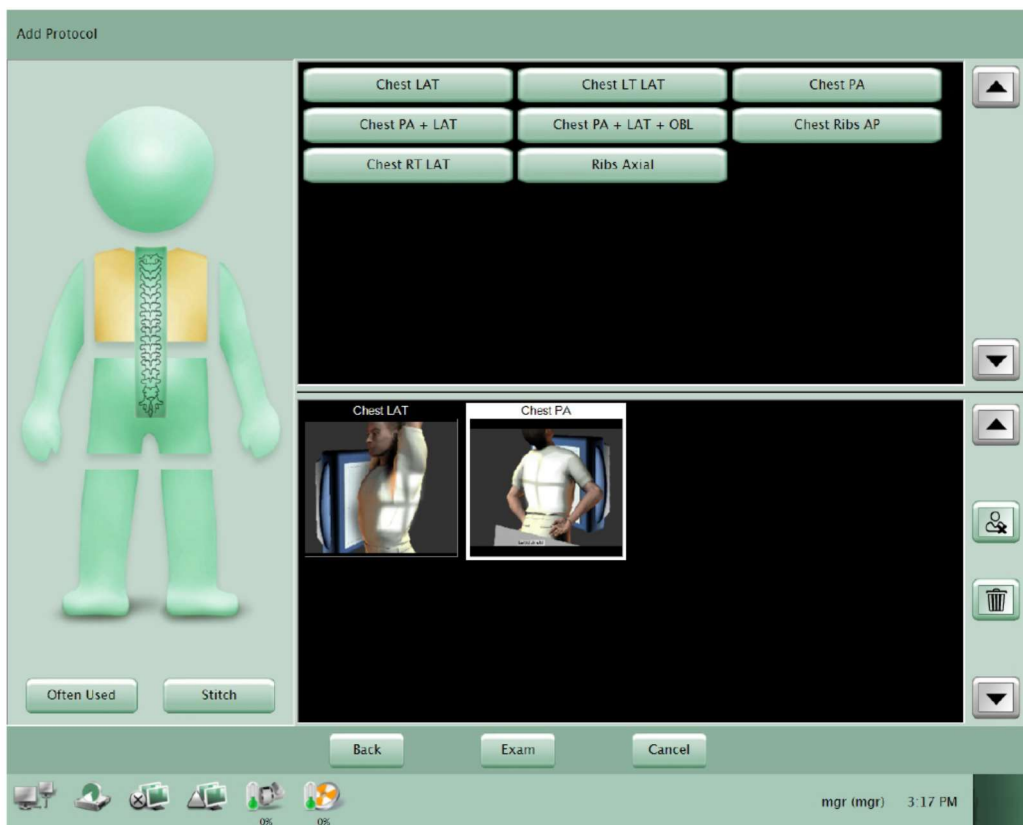 Add Protocol
Chest LAT
Chest LT LAT
Chest PA
Chest PA + LAT
Chest PA + LAT + OBL
Chest Ribs AP
Chest RT LAT
Ribs Axial
Chest LAT
Chest PA
Often Used
Stitch
Back
Exam
Cancel
0%
0%
mgr (mgr)
3:17 PM